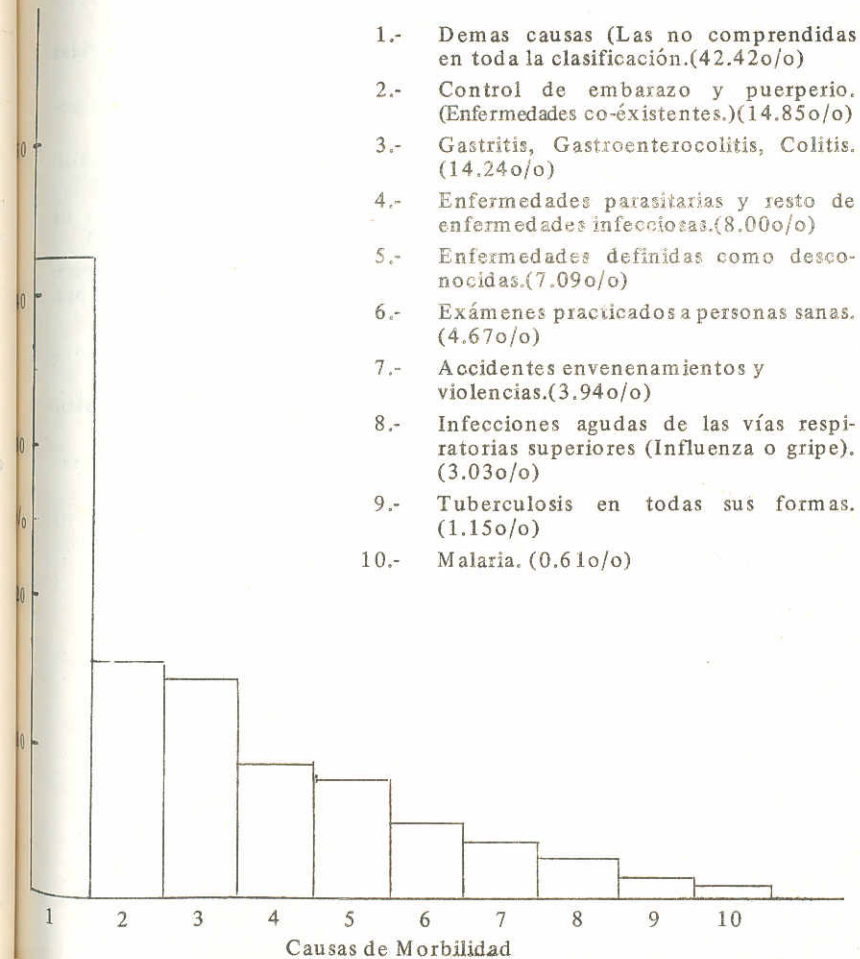 1.- Demas causas (Las no comprendidas
en toda la clasificación.(42.42o/o)
2.- Control de embarazo y puerperio.
(Enfermedades co-éxistentes.)(14.85o/o)
3.- Gastritis, Gastroenterocolitis, Colitis.
(14.24o/o)
4.- Enfermedades parasitarias y resto de
enfermedades infecciosas.(8.00o/o)
5.- Enfermedades definidas como desco-
nocidas.(7.09o/o)
6.- Exámenes practicados a personas sanas.
(4.67o/o)
7.- Accidentes envenenamientos y
violencias.(3.94o/o)
8.- Infecciones agudas de las vías respi-
ratorias superiores (Influenza o gripe).
(3.03o/o)
9.- Tuberculosis en todas sus formas.
(1.15o/o)
10.- Malaria. (0.61o/o)
1 2 3 4 5 6 7 8 9 10
Causas de Morbilidad